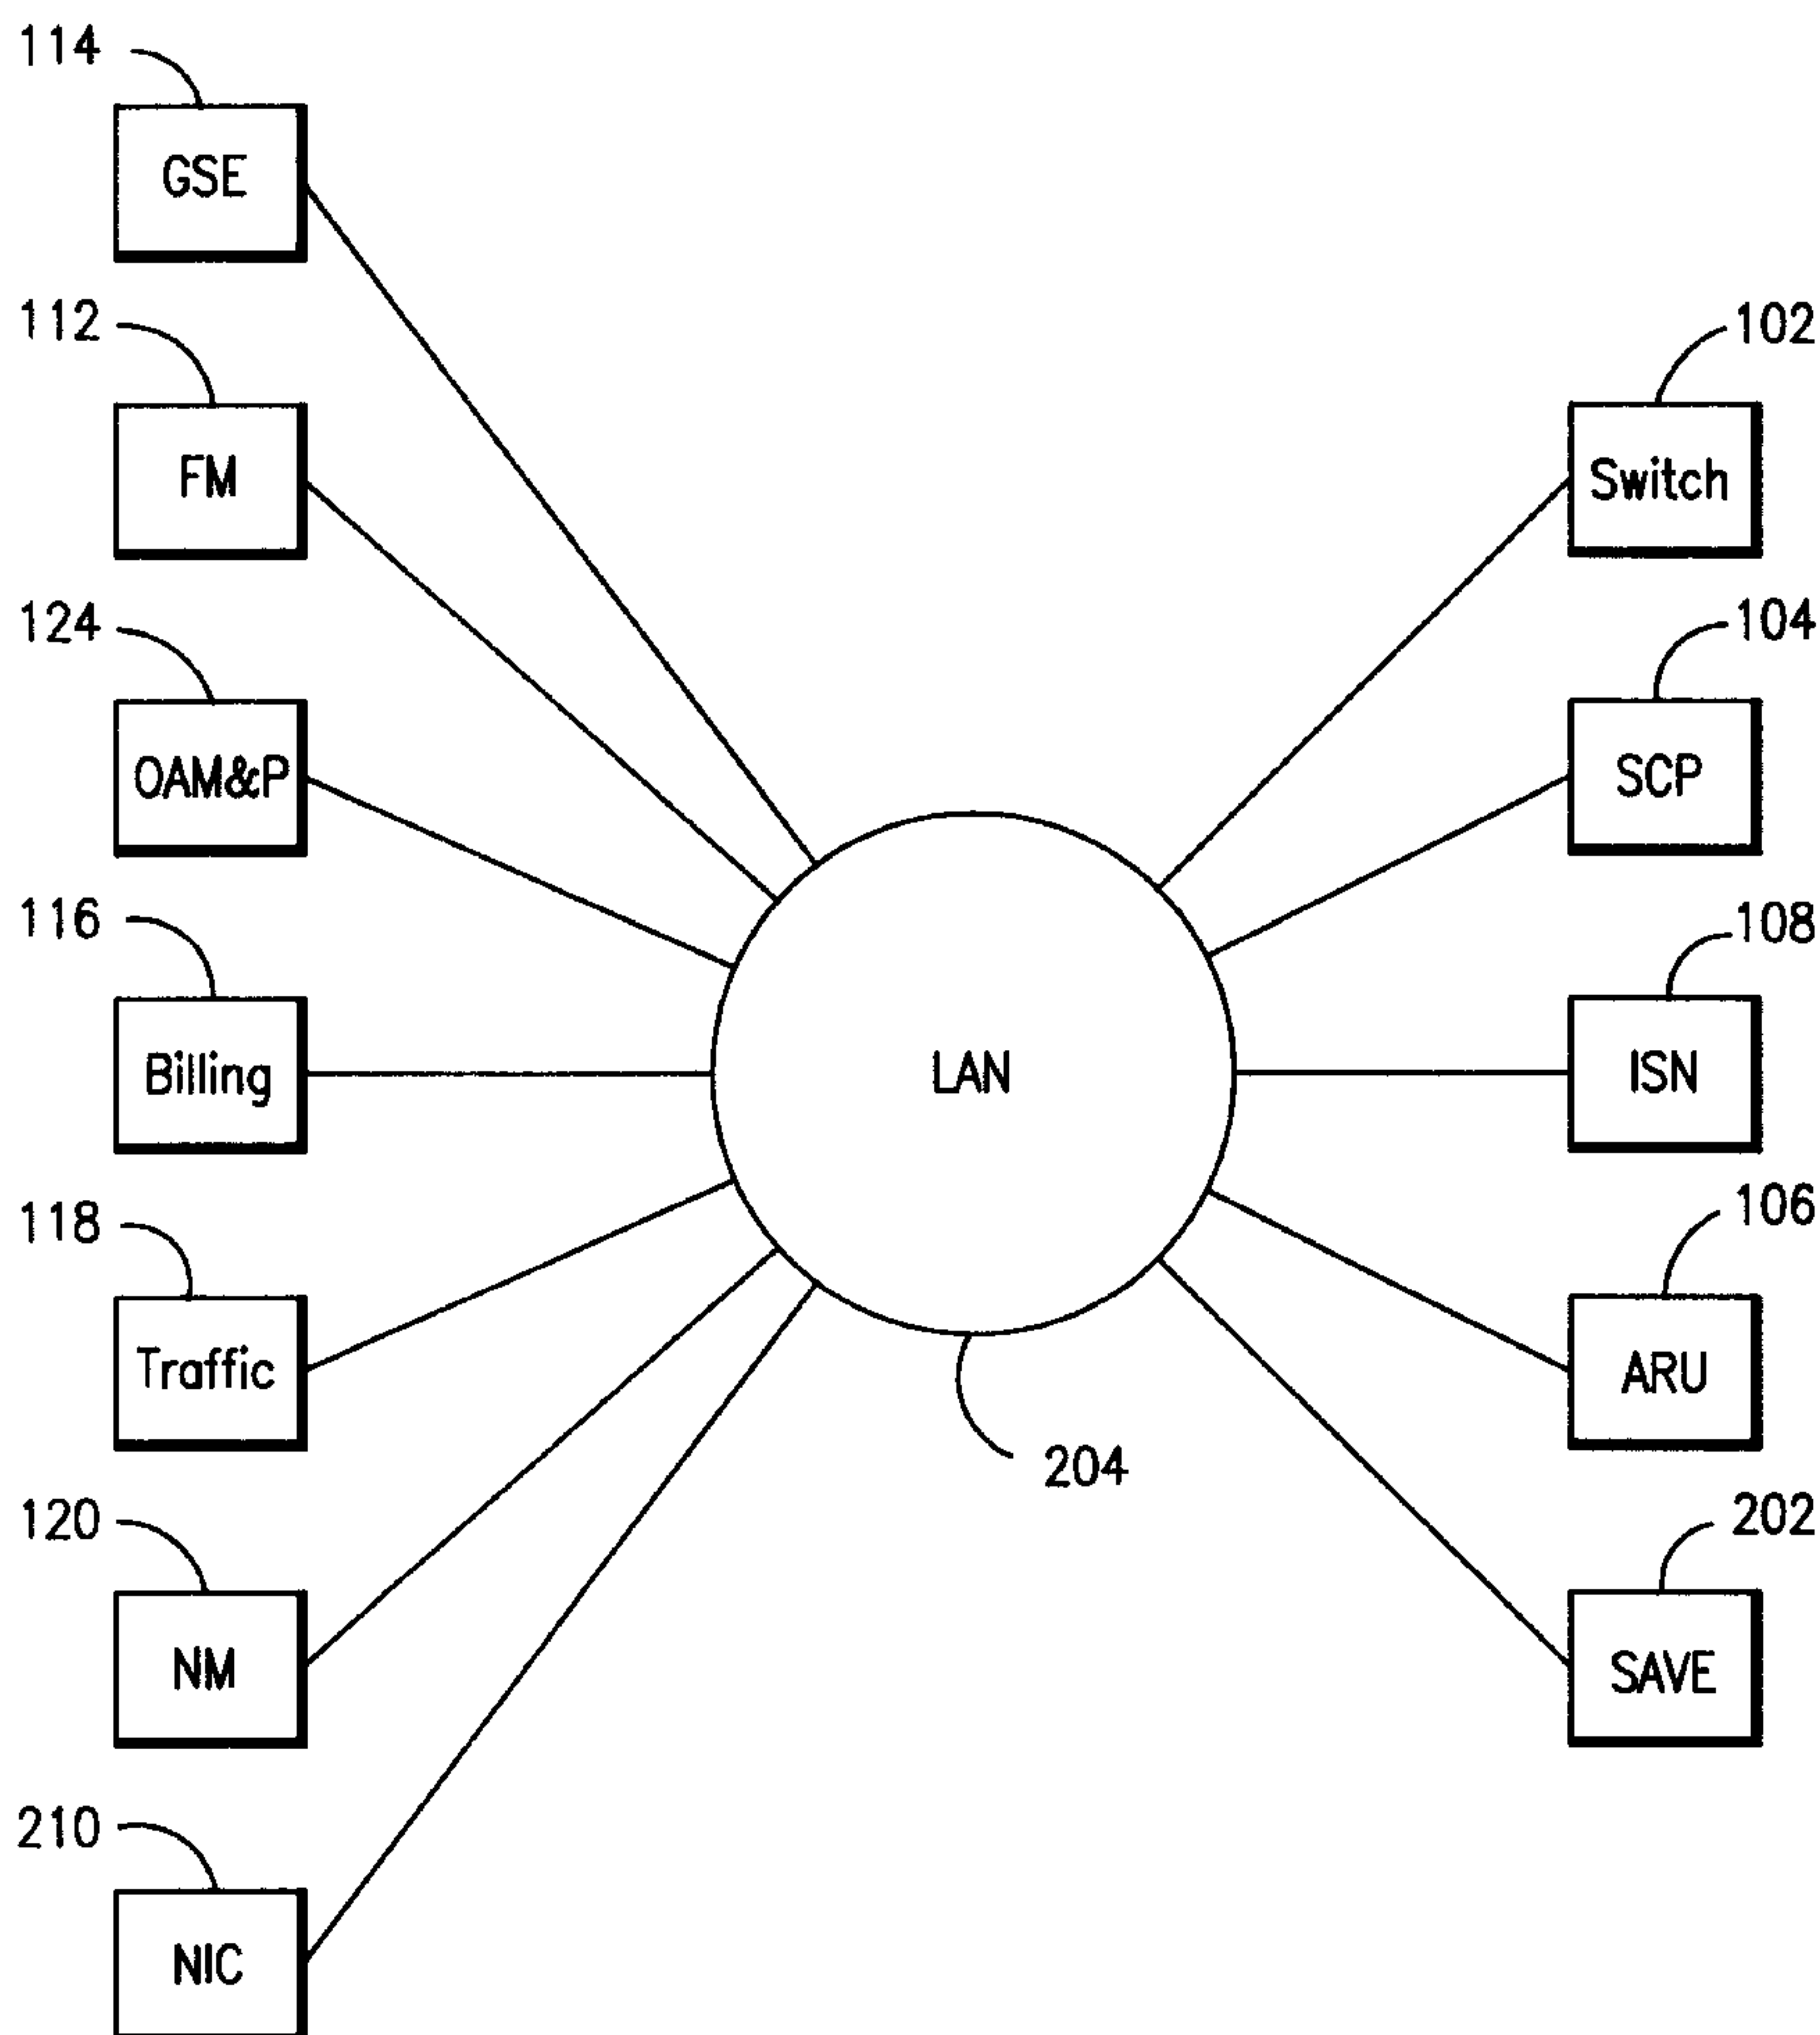 114
GSE
112
FM
102
Switch
124
OAM&P
104
SCP
116
Billing
LAN
108
ISN
118
Traffic
106
ARU
204
120
NM
202
SAVE
210
NIC